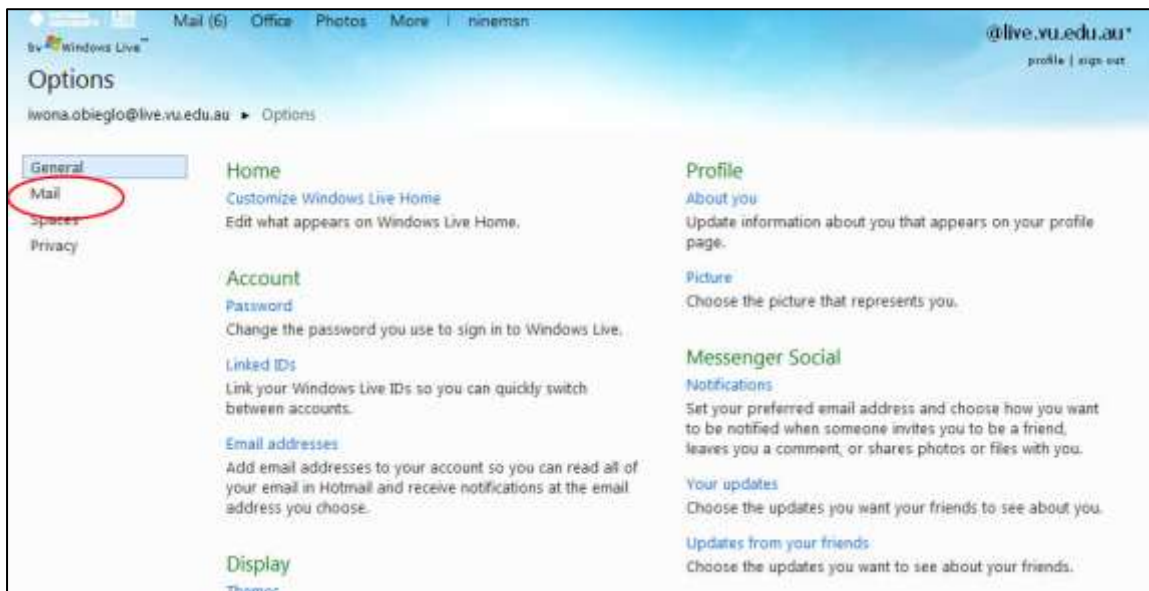 Mail (6) Office Photos More | ninemsn
by Windows Live™
@live.vu.edu.au
profile | sign out
Options
iwona.obieglo@live.vu.edu.au ► Options
General
Mail
Spaces
Privacy
Home
Customize Windows Live Home
Edit what appears on Windows Live Home.
Account
Password
Change the password you use to sign in to Windows Live.
Linked IDs
Link your Windows Live IDs so you can quickly switch
between accounts.
Email addresses
Add email addresses to your account so you can read all of
your email in Hotmail and receive notifications at the email
address you choose.
Display
Themes
Profile
About you
Update information about you that appears on your profile
page.
Picture
Choose the picture that represents you.
Messenger Social
Notifications
Set your preferred email address and choose how you want
to be notified when someone invites you to be a friend,
leaves you a comment, or shares photos or files with you.
Your updates
Choose the updates you want your friends to see about you.
Updates from your friends
Choose the updates you want to see about your friends.